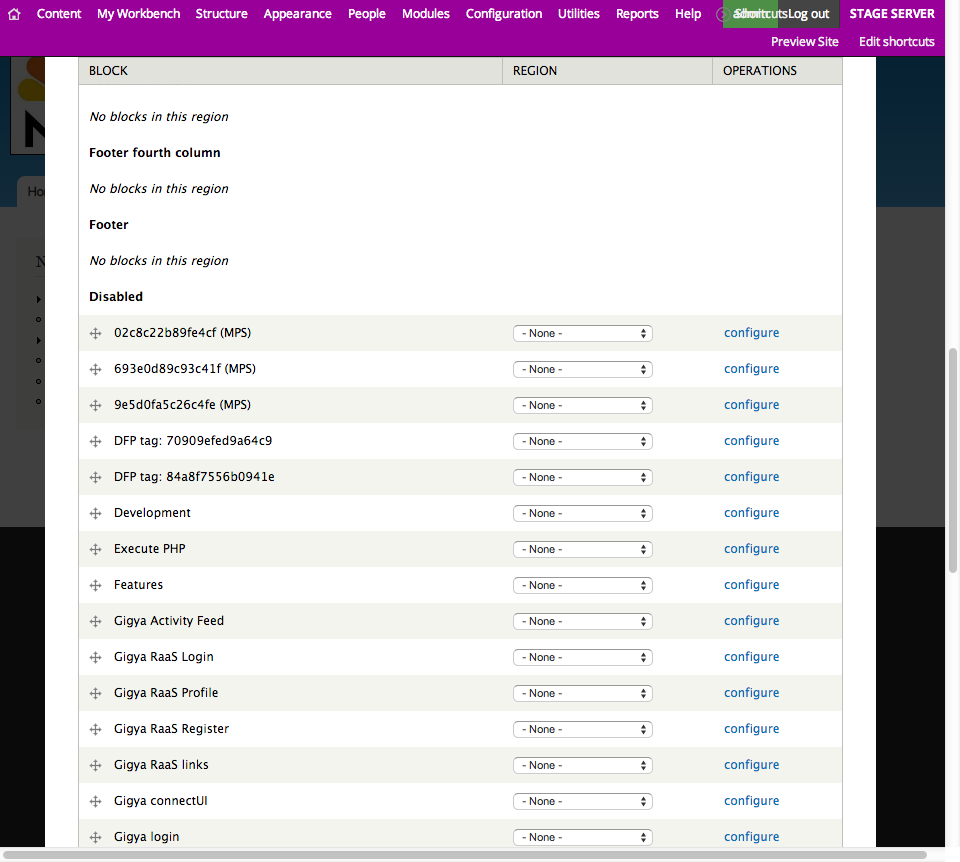 Content My Workbench Structure Appearance People Modules Configuration Utilities Reports Help Shortcuts admin Log out STAGE SERVER
Preview Site Edit shortcuts
BLOCK REGION OPERATIONS
No blocks in this region
Footer fourth column
No blocks in this region
Footer
No blocks in this region
Disabled
02c8c22b89fe4cf (MPS) - None - configure
693e0d89c93c41f (MPS) - None - configure
9e5d0fa5c26c4fe (MPS) - None - configure
DFP tag: 70909efed9a64c9 - None - configure
DFP tag: 84a8f7556b0941e - None - configure
Development - None - configure
Execute PHP - None - configure
Features - None - configure
Gigya Activity Feed - None - configure
Gigya RaaS Login - None - configure
Gigya RaaS Profile - None - configure
Gigya RaaS Register - None - configure
Gigya RaaS links - None - configure
Gigya connectUI - None - configure
Gigya login - None - configure